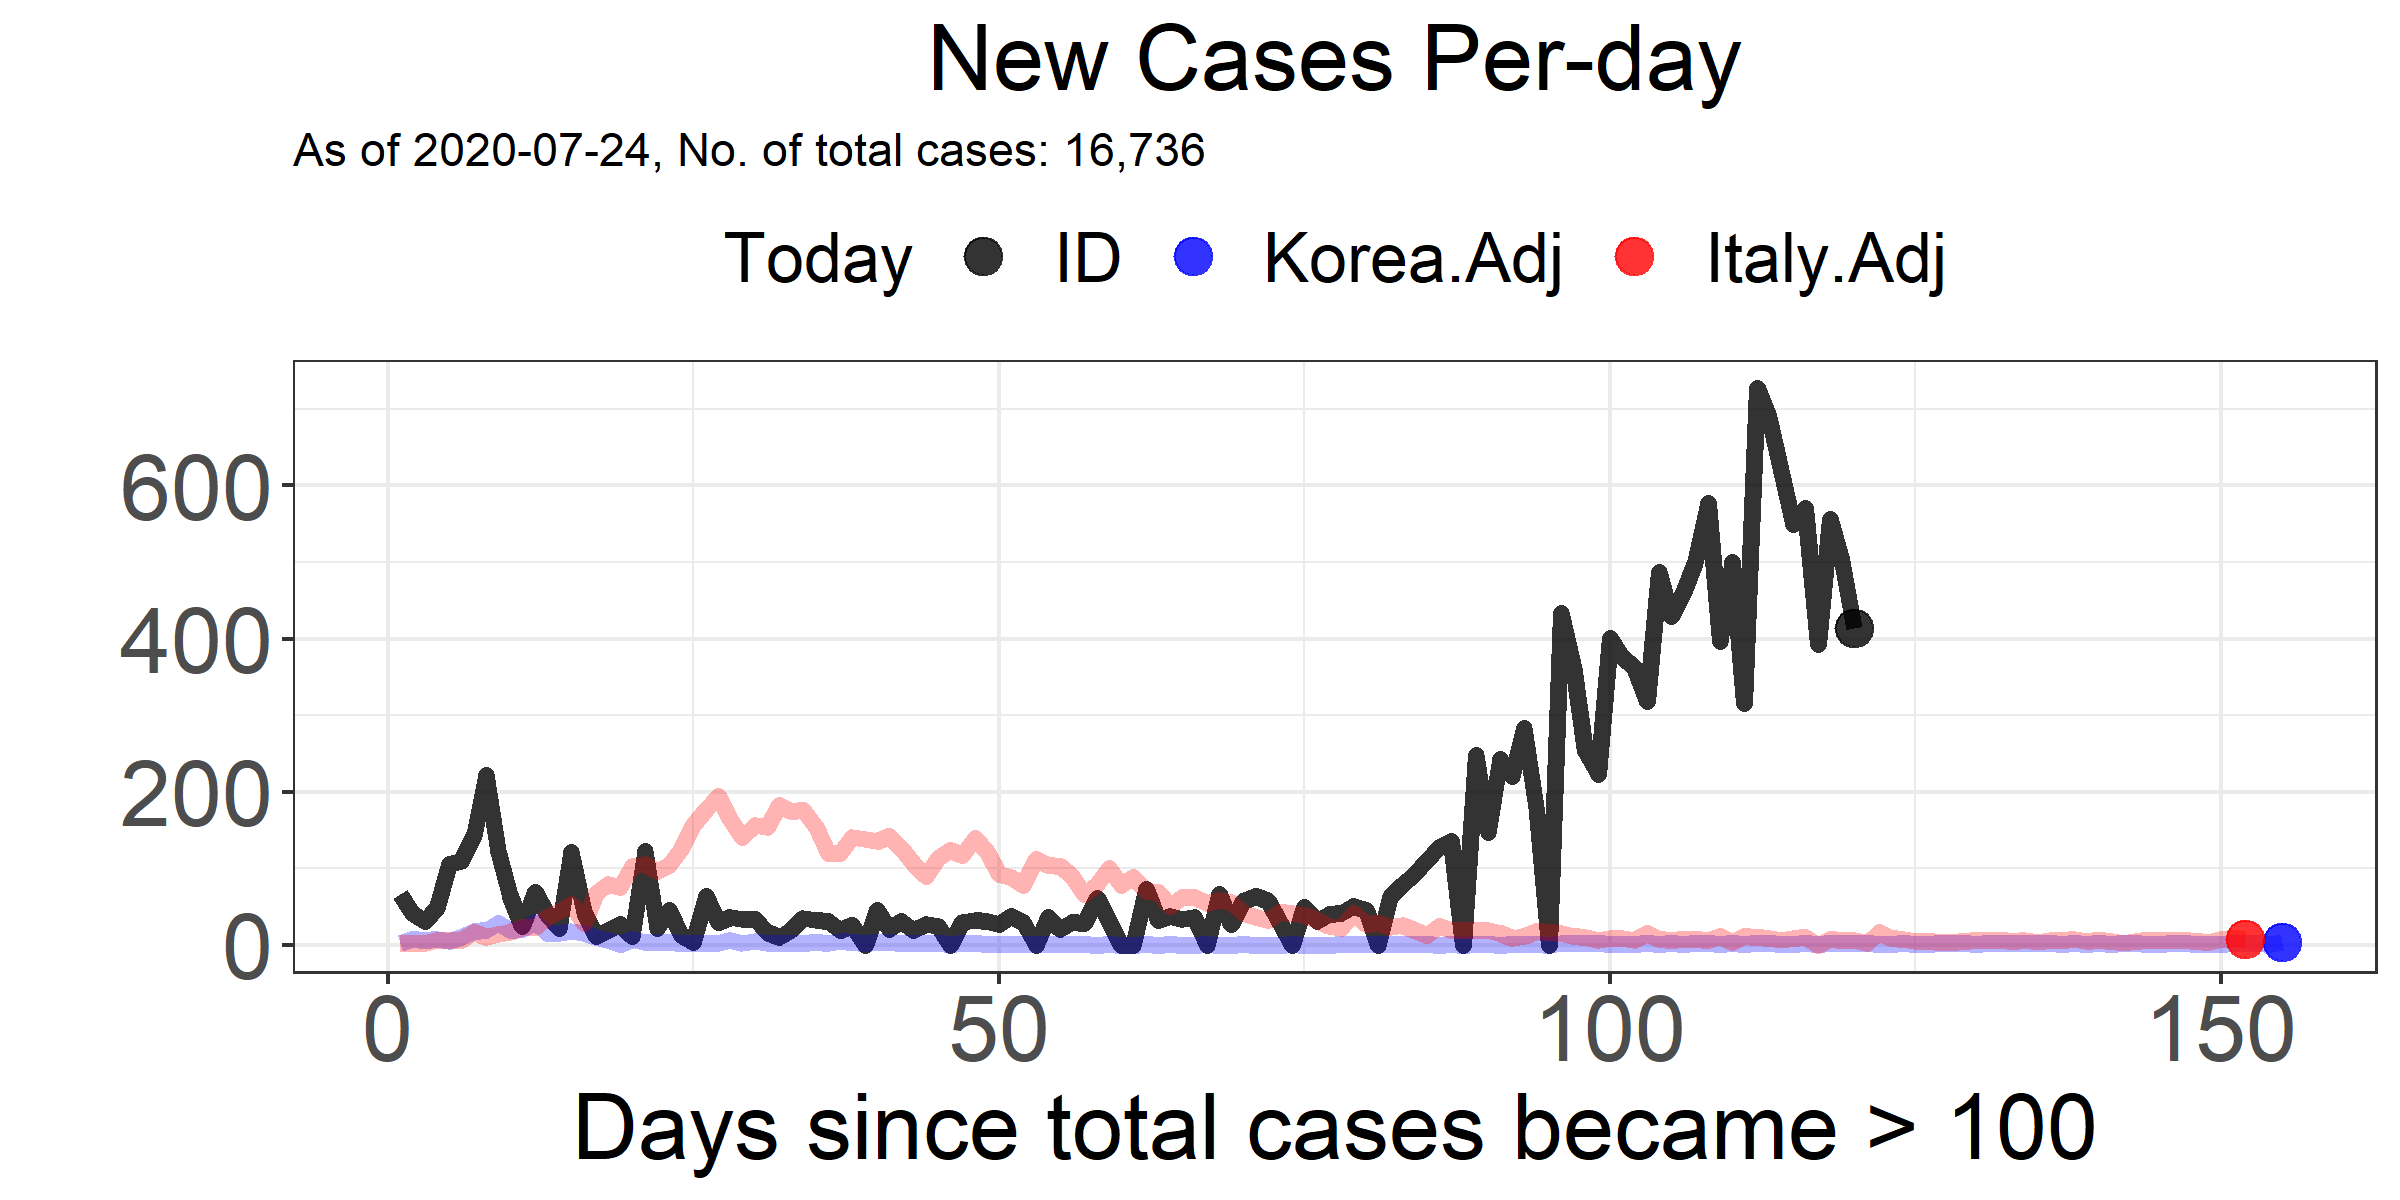 New Cases Per-day
As of 2020-07-24, No. of total cases: 16,736
Today ID Korea.Adj Italy.Adj
600
400
200
0
0 50 100 150
Days since total cases became > 100